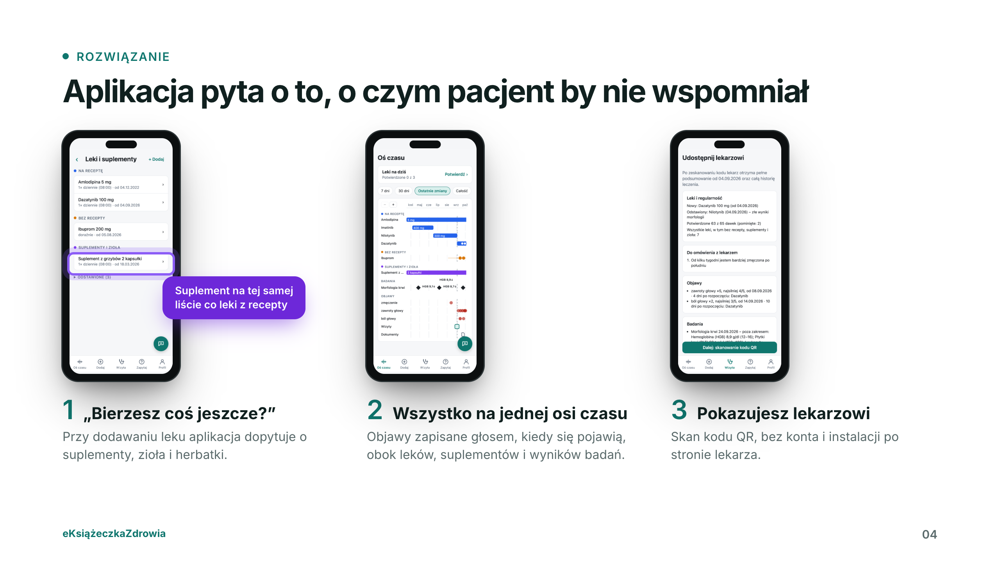 ROZWIĄZANIE
Aplikacja pyta o to, o czym pacjent by nie wspomniał
Leki i suplementy
+ Dodaj
NA RECEPTĘ
Amlodipina 5 mg
1× dziennie (08:00) · od 04.12.2022
Dazatynib 100 mg
1× dziennie (08:00) · od 04.09.2026
BEZ RECEPTY
Ibuprom 200 mg
doraźnie · od 05.08.2026
SUPLEMENTY I ZIOŁA
Suplement z grzybów 2 kapsułki
1× dziennie (08:00) · od 18.03.2026
ODSTAWIONE (3)
Suplement na tej samej
liście co leki z recepty
Oś czasu Dodaj Wizyta Zapytaj Profil
Oś czasu
Leki na dziś
Potwierdzone 0 z 3
Potwierdź ›
7 dni 30 dni Ostatnie zmiany Całość
− + kwi maj cze lip sie wrz paź
NA RECEPTĘ
Amlodipina 5 mg
Imatinib 400 mg
Nilotynib 300 mg
Dazatynib
BEZ RECEPTY
Ibuprom
SUPLEMENTY I ZIOŁA
Suplement z ... 2 kapsułki
BADANIA
HGB 8,9↓
Morfologia krwi HGB 9,1↓ HGB 8,7↓
OBJAWY
zmęczenie
zawroty głowy
ból głowy
Wizyty
Dokumenty
Oś czasu Dodaj Wizyta Zapytaj Profil
Udostępnij lekarzowi
Po zeskanowaniu kodu lekarz otrzyma pełne
podsumowanie od 04.09.2026 oraz całą historię
leczenia.
Leki i regularność
Nowy: Dazatynib 100 mg (od 04.09.2026)
Odstawiony: Nilotynib (04.09.2026) – złe wyniki
morfologii
Potwierdzone 63 z 65 dawek (pominięte: 2)
Wszystkie leki, w tym bez recepty, suplementy i
zioła: 7
Do omówienia z lekarzem
1. Od kilku tygodni jestem bardziej zmęczona po
południu
Objawy
• zawroty głowy ×5, najsilniej 4/5, od 08.09.2026
· 4 dni po rozpoczęciu: Dazatynib
• ból głowy ×2, najsilniej 3/5, od 14.09.2026 · 10
dni po rozpoczęciu: Dazatynib
Badania
• Morfologia krwi 24.09.2026 – poza zakresem:
Hemoglobina (HGB) 8,9 g/dl (12–16); Płytki
Dalej: skanowanie kodu QR
Oś czasu Dodaj Wizyta Zapytaj Profil
1 „Bierzesz coś jeszcze?”
Przy dodawaniu leku aplikacja dopytuje o
suplementy, zioła i herbatki.
2 Wszystko na jednej osi czasu
Objawy zapisane głosem, kiedy się pojawią,
obok leków, suplementów i wyników badań.
3 Pokazujesz lekarzowi
Skan kodu QR, bez konta i instalacji po
stronie lekarza.
eKsiążeczkaZdrowia
04